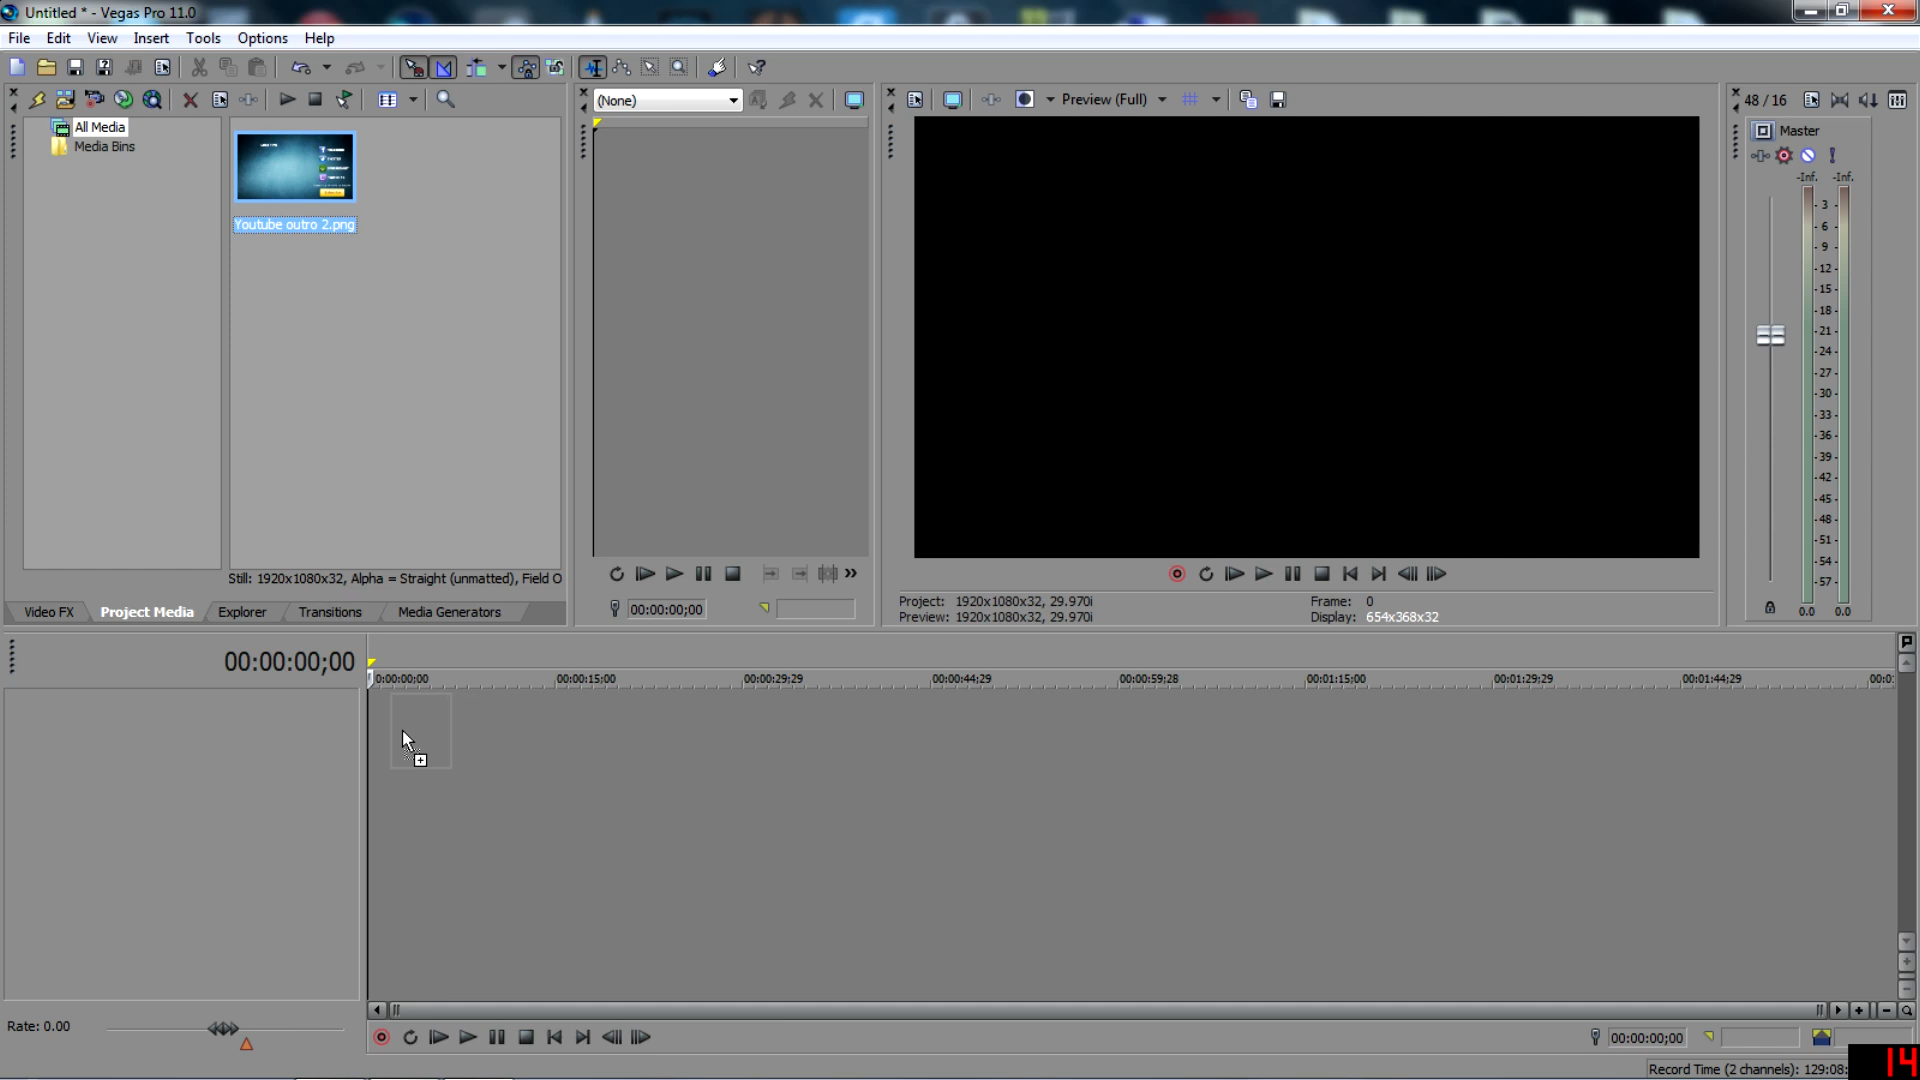 Untitled * - Vegas Pro 11.0
File Edit View Insert Tools Options Help
(None)
Preview (Full)
48 / 16
All Media
Media Bins
Youtube outro 2.png
Master
-Inf. -Inf.
- 3 -
- 6 -
- 9 -
- 12 -
- 15 -
- 18 -
- 21 -
- 24 -
- 27 -
- 30 -
- 33 -
- 36 -
- 39 -
- 42 -
- 45 -
- 48 -
- 51 -
- 54 -
- 57 -
0.0 0.0
Still: 1920x1080x32, Alpha = Straight (unmatted), Field O
Video FX Project Media Explorer Transitions Media Generators
00:00:00;00
Project: 1920x1080x32, 29.970i
Preview: 1920x1080x32, 29.970i
Frame: 0
Display: 654x368x32
00:00:00;00
0:00:00;00 00:00:15;00 00:00:29;29 00:00:44;29 00:00:59;28 00:01:15;00 00:01:29;29 00:01:44;29 00:0
Rate: 0.00
00:00:00;00
Record Time (2 channels): 129:08:
14